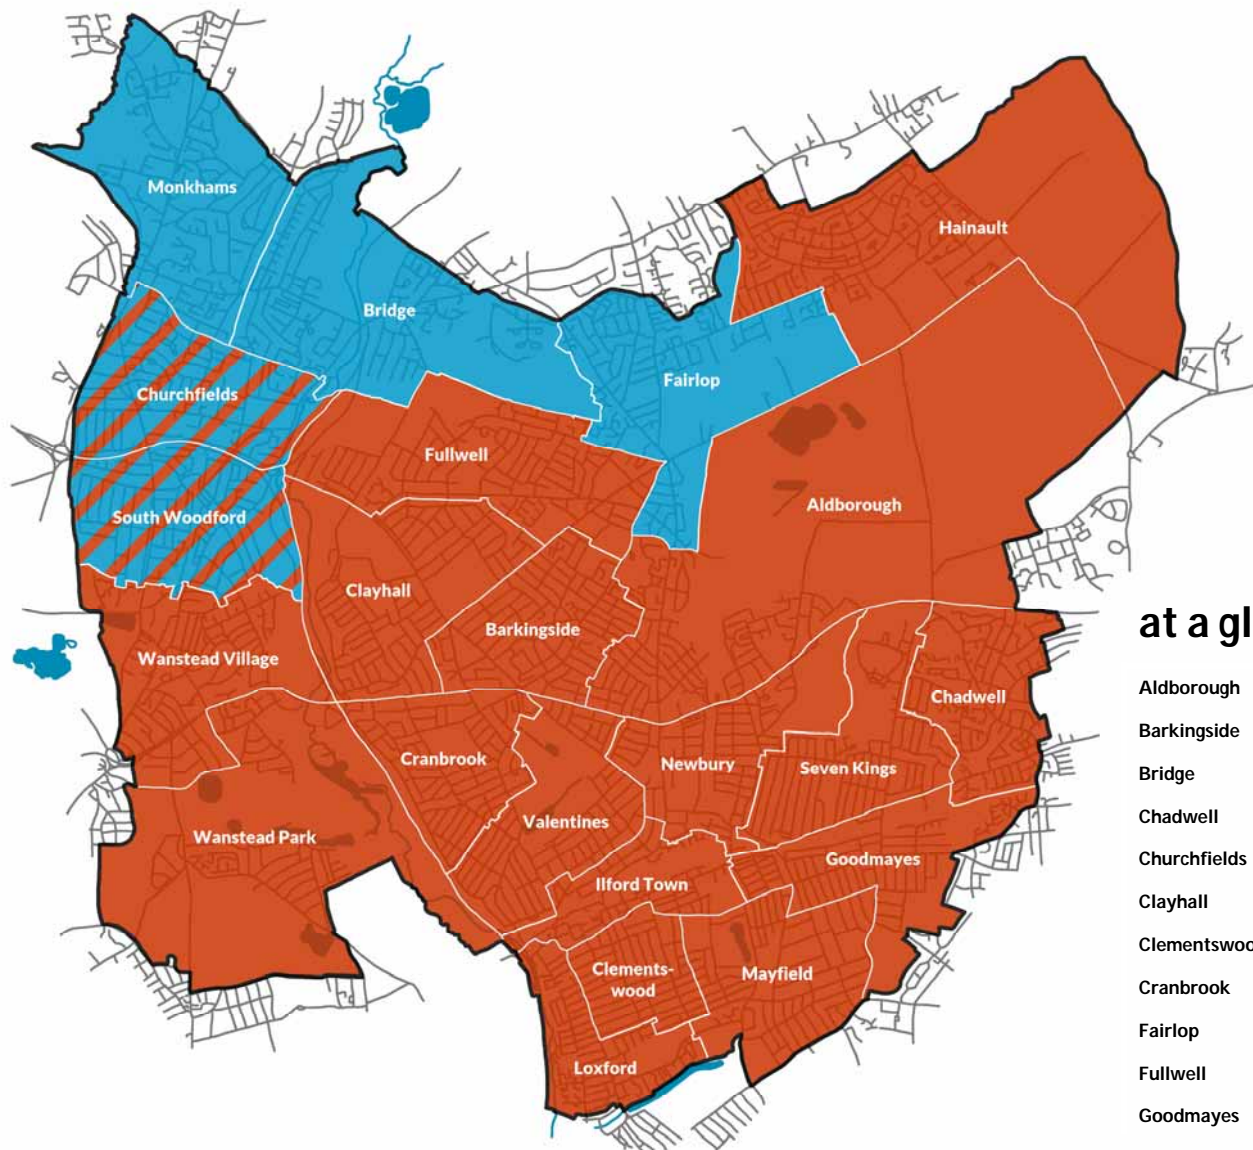 Monkhams
Hainault
Bridge
Fairlop
Churchfields
Fullwell
Aldborough
South Woodford
Clayhall
Barkingside
Wanstead Village
Chadwell
Cranbrook
Newbury
Seven Kings
Valentines
Wanstead Park
Goodmayes
Ilford Town
Clements-
wood
Mayfield
Loxford
at a gl
Aldborough
Barkingside
Bridge
Chadwell
Churchfields
Clayhall
Clementswoo
Cranbrook
Fairlop
Fullwell
Goodmayes